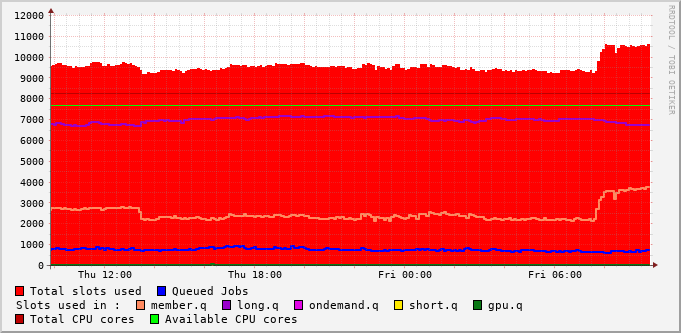 12000
11000
10000
9000
8000
7000
6000
5000
4000
3000
2000
1000
0
Thu 12:00 Thu 18:00 Fri 00:00 Fri 06:00
RRDTOOL / TOBI OETIKER
Total slots used Queued Jobs
Slots used in : member.q long.q ondemand.q short.q gpu.q
Total CPU cores Available CPU cores